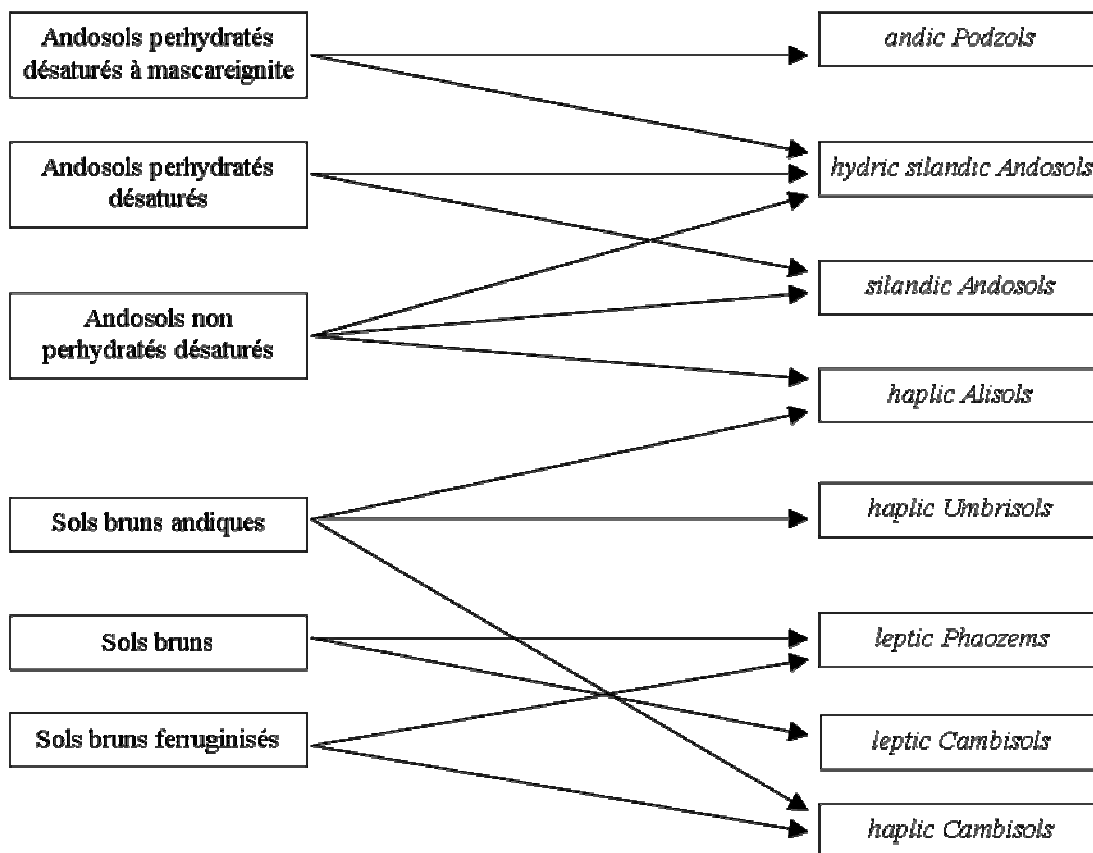 Andosols perhydratés
désaturés à mascareignite
Andosols perhydratés
désaturés
Andosols non
perhydratés désaturés
Sols bruns andiques
Sols bruns
Sols bruns ferruginisés
andic Podzols
hydric silandic Andosols
silandic Andosols
haplic Alisols
haplic Umbrisols
leptic Phaozems
leptic Cambisols
haplic Cambisols